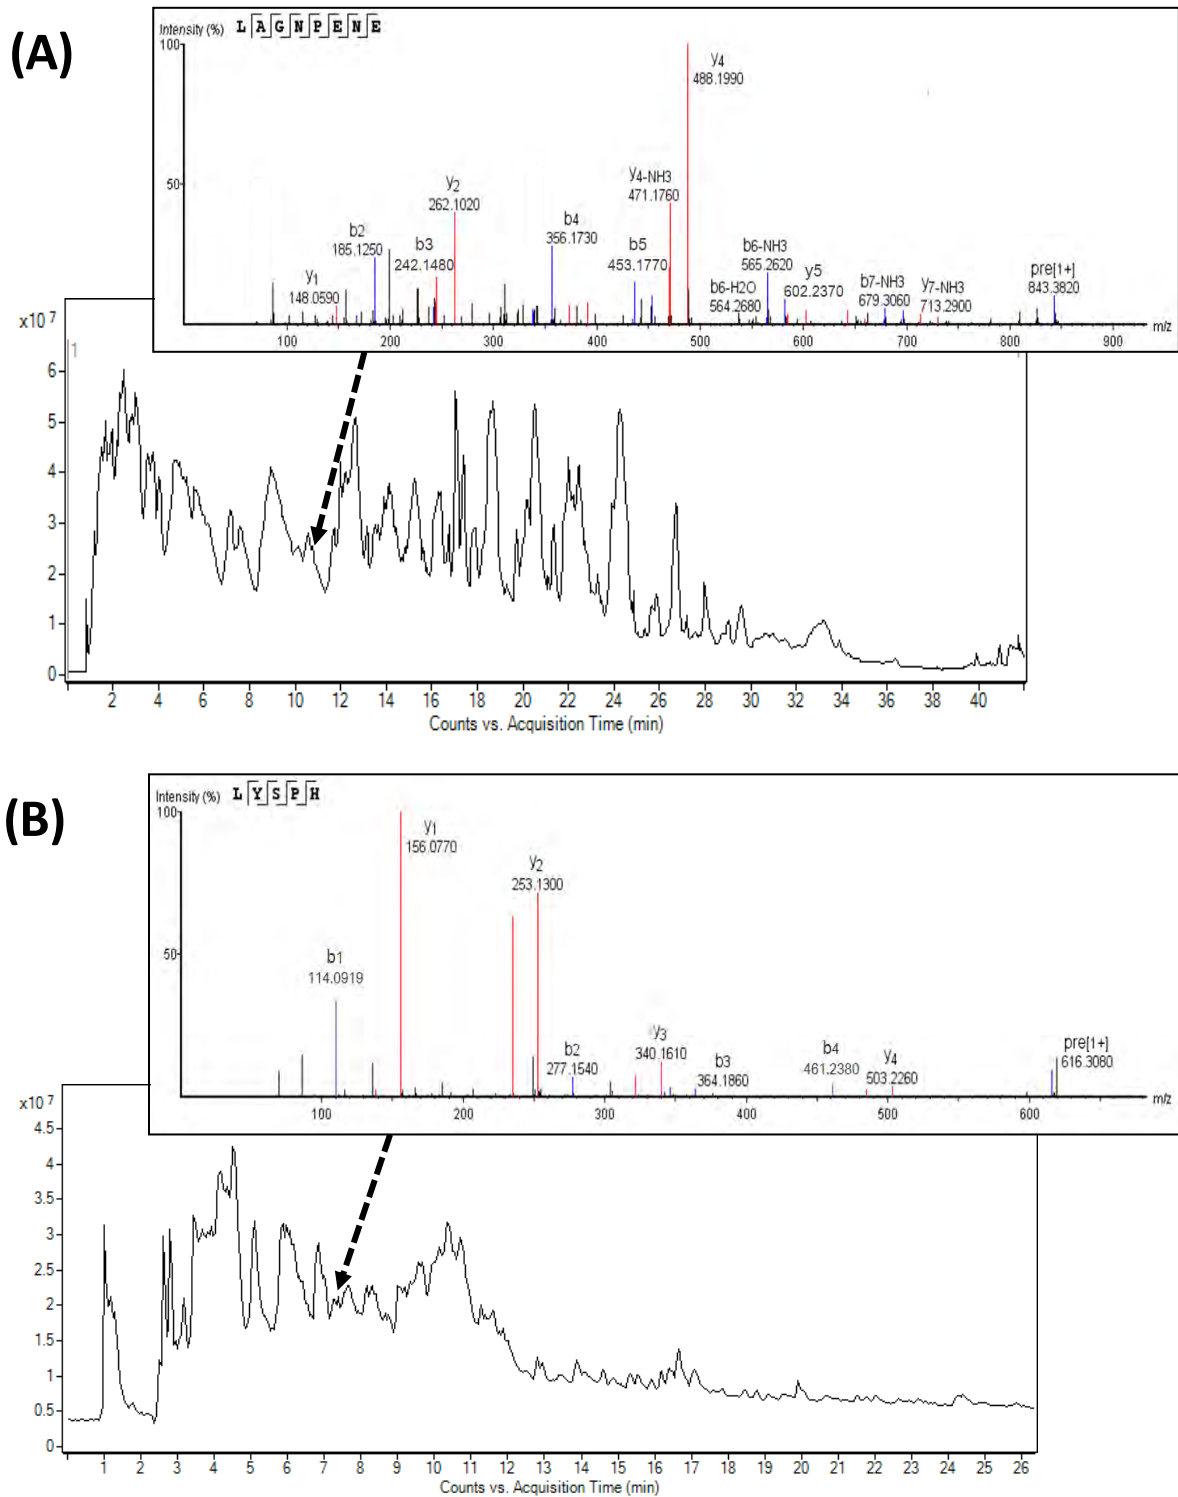 (A)
Intensity (%) L A G N P E N E
100
y4
488.1990
50
y2
262.1020
y4-NH3
471.1760
b2
185.1250
b3
242.1480
b4
356.1730
b5
453.1770
b6-NH3
565.2620
b6-H2O
564.2680
y5
602.2370
b7-NH3
679.3060
y7-NH3
713.2900
pre[1+]
843.3820
y1
148.0590
100 200 300 400 500 600 700 800 900 m/z
x10 7
1
6
5
4
3
2
1
0
2 4 6 8 10 12 14 16 18 20 22 24 26 28 30 32 34 36 38 40
Counts vs. Acquisition Time (min)
(B)
Intensity (%) L Y S P H
100
y1
156.0770
y2
253.1300
50
b1
114.0919
b2
277.1540
y3
340.1610
b3
364.1860
b4
461.2380
y4
503.2260
pre[1+]
616.3080
100 200 300 400 500 600 m/z
x10 7
4.5
4
3.5
3
2.5
2
1.5
1
0.5
0
1 2 3 4 5 6 7 8 9 10 11 12 13 14 15 16 17 18 19 20 21 22 23 24 25 26
Counts vs. Acquisition Time (min)